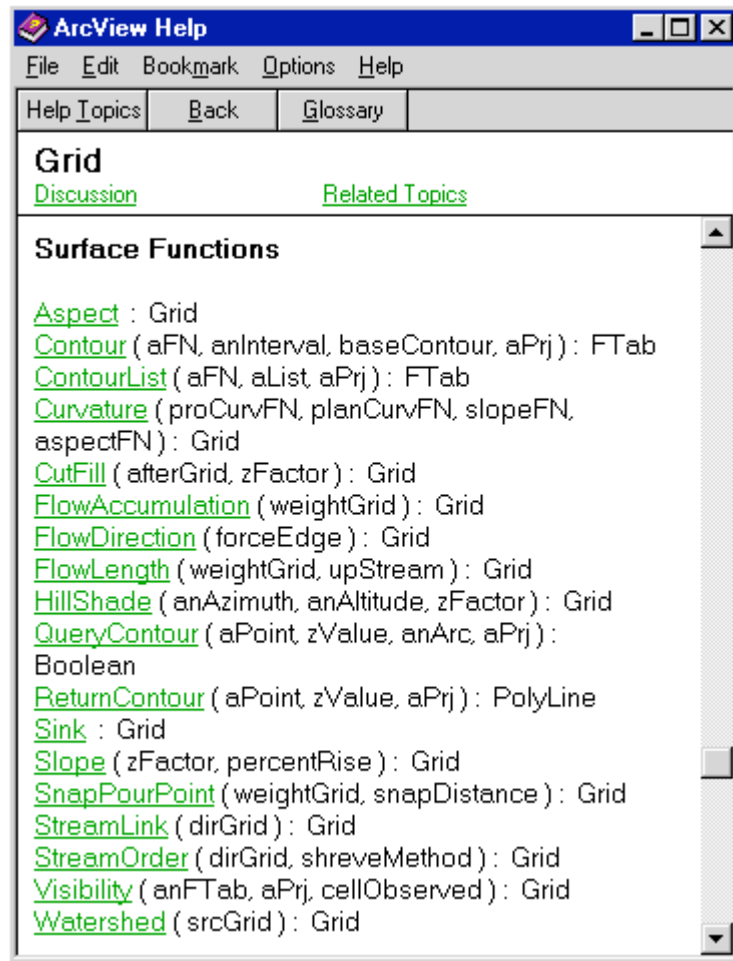 ArcView Help
File Edit Bookmark Options Help
Help Topics Back Glossary
Grid
Discussion Related Topics
Surface Functions
Aspect : Grid
Contour ( aFN, anInterval, baseContour, aPrj ) : FTab
ContourList ( aFN, aList, aPrj ) : FTab
Curvature ( proCurvFN, planCurvFN, slopeFN,
aspectFN ) : Grid
CutFill ( afterGrid, zFactor ) : Grid
FlowAccumulation ( weightGrid ) : Grid
FlowDirection ( forceEdge ) : Grid
FlowLength ( weightGrid, upStream ) : Grid
HillShade ( anAzimuth, anAltitude, zFactor ) : Grid
QueryContour ( aPoint, zValue, anArc, aPrj ) :
Boolean
ReturnContour ( aPoint, zValue, aPrj ) : PolyLine
Sink : Grid
Slope ( zFactor, percentRise ) : Grid
SnapPourPoint ( weightGrid, snapDistance ) : Grid
StreamLink ( dirGrid ) : Grid
StreamOrder ( dirGrid, shreveMethod ) : Grid
Visibility ( anFTab, aPrj, cellObserved ) : Grid
Watershed ( srcGrid ) : Grid